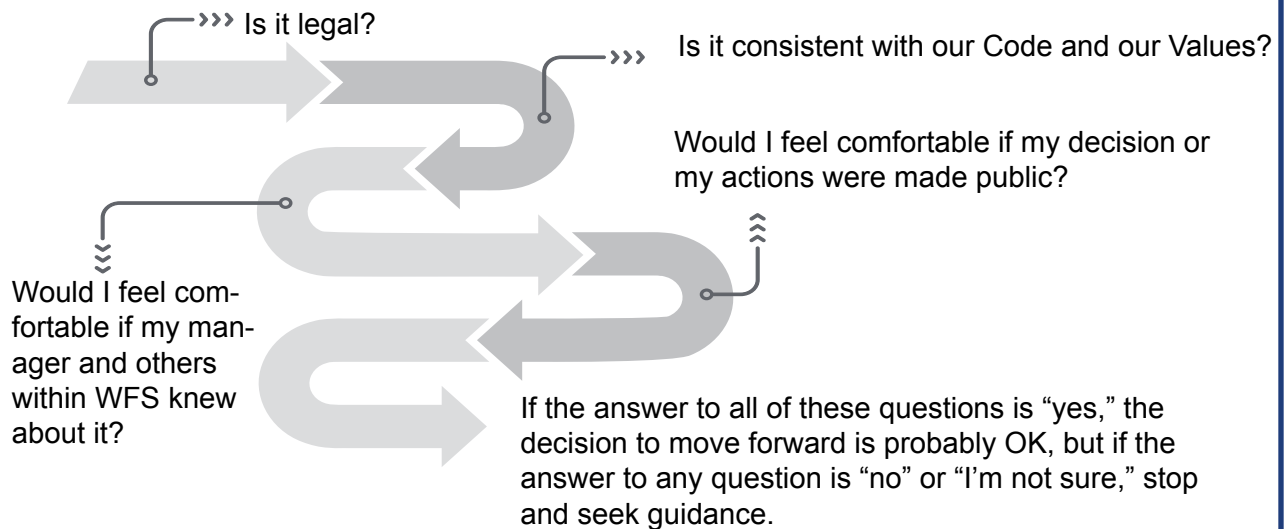 Is it legal?
Is it consistent with our Code and our Values?
Would I feel com-
fortable if my man-
ager and others
within WFS knew
about it?
Would I feel comfortable if my decision or
my actions were made public?
If the answer to all of these questions is “yes,” the
decision to move forward is probably OK, but if the
answer to any question is “no” or “I’m not sure,” stop
and seek guidance.